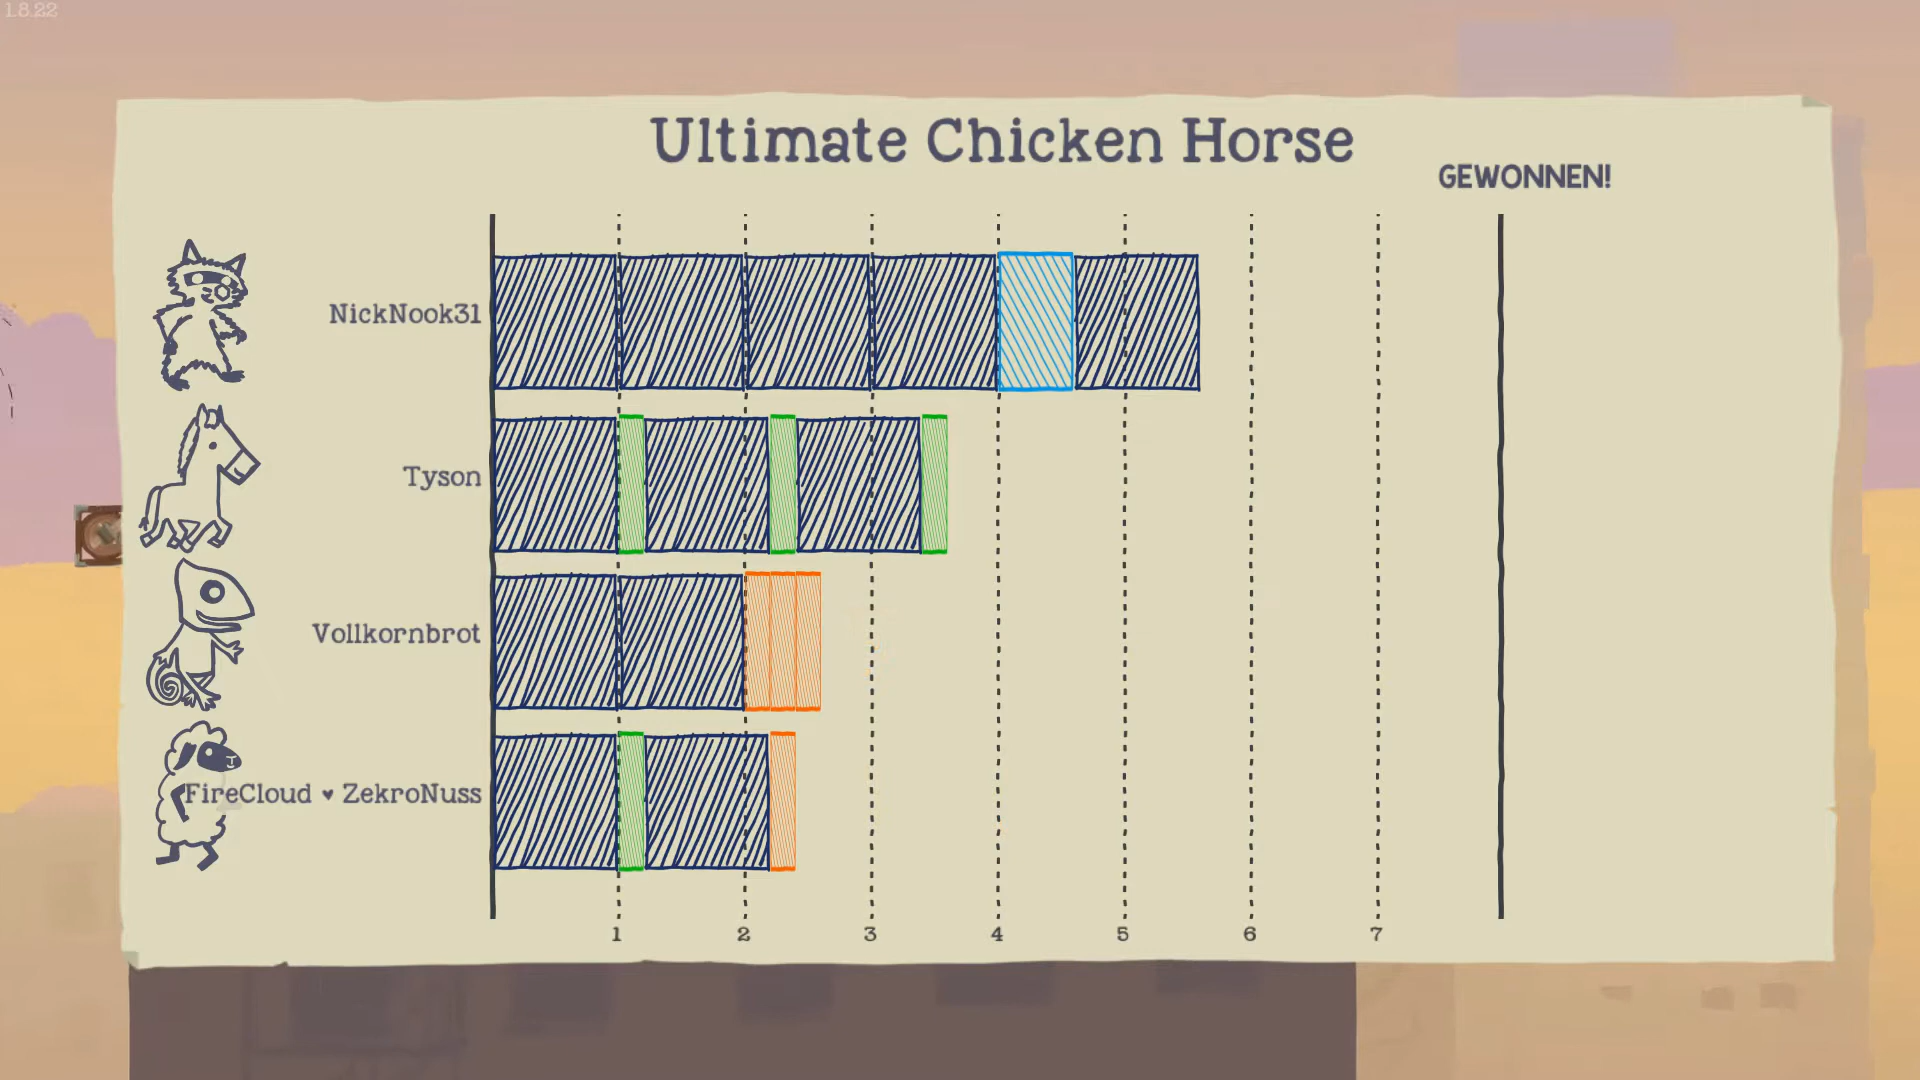 1.8.22
Ultimate Chicken Horse
GEWONNEN!
NickNook31
Tyson
Vollkornbrot
FireCloud ♥ ZekroNuss
1 2 3 4 5 6 7